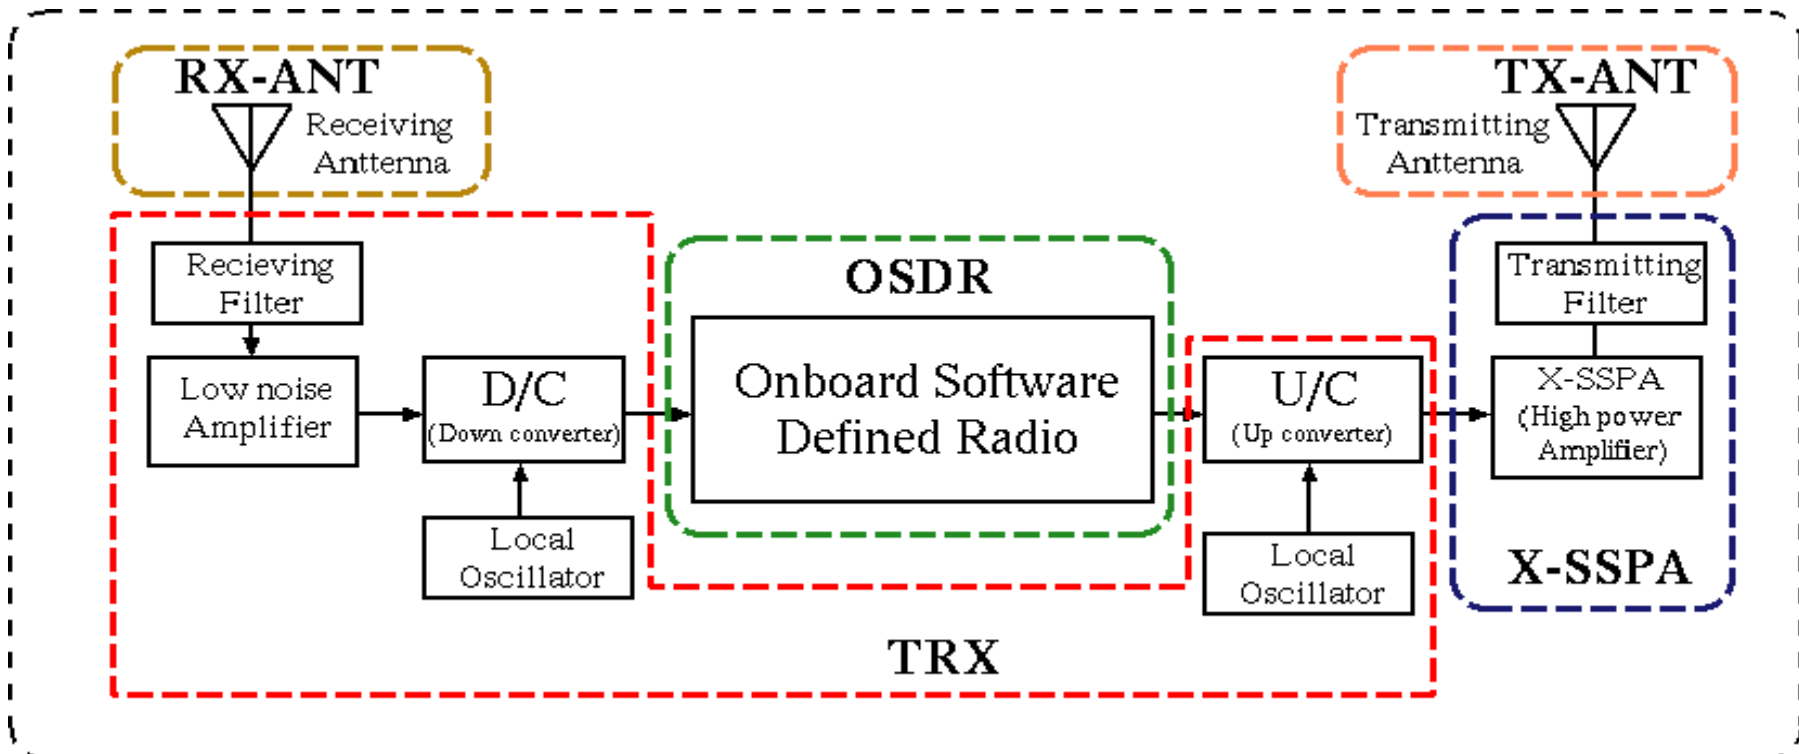 RX-ANT
Receiving
Anttenna
TX-ANT
Transmitting
Anttenna
Recieving
Filter
Low noise
Amplifier
D/C
(Down converter)
Local
Oscillator
OSDR
Onboard Software
Defined Radio
U/C
(Up converter)
Local
Oscillator
Transmitting
Filter
X-SSPA
(High power
Amplifier)
X-SSPA
TRX